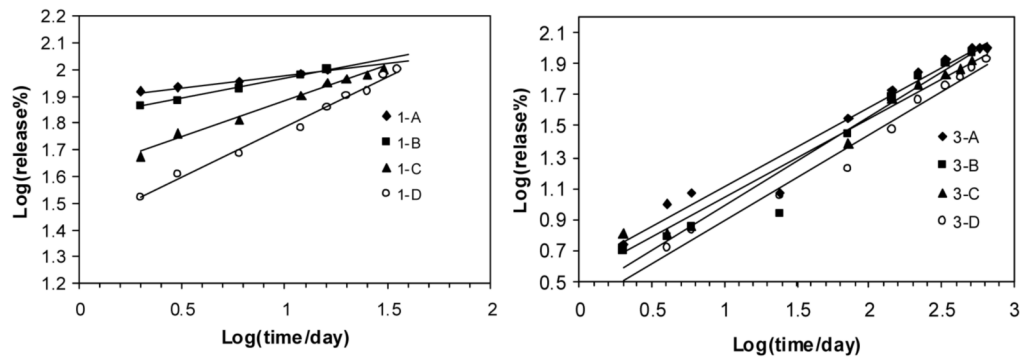 Log(release%)
2.2
2.1
2
1.9
1.8
1.7
1.6
1.5
1.4
1.3
1.2
0
0.5
1
1.5
2
Log(time/day)
1-A
1-B
1-C
1-D
Log(relase%)
2.1
1.9
1.7
1.5
1.3
1.1
0.9
0.7
0.5
0
0.5
1
1.5
2
2.5
3
Log(time/day)
3-A
3-B
3-C
3-D